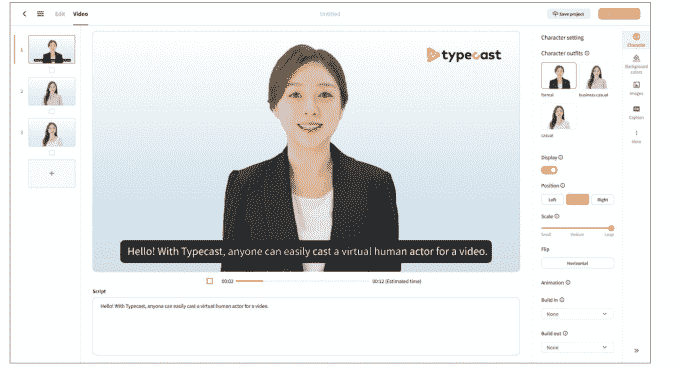 Edit Video
Untitled
Save project
1
2
3
+
typecast
Hello! With Typecast, anyone can easily cast a virtual human actor for a video.
00:02
00:12 (Estimated time)
Script
Hello! With Typecast, anyone can easily cast a virtual human actor for a video.
Character setting
Character outfits
formal
business casual
casual
Display
Position
Left
Right
Scale
Small
Medium
Large
Flip
Horizontal
Animation
Build in
None
Build out
None
Character
Background
colors
Images
Caption
More